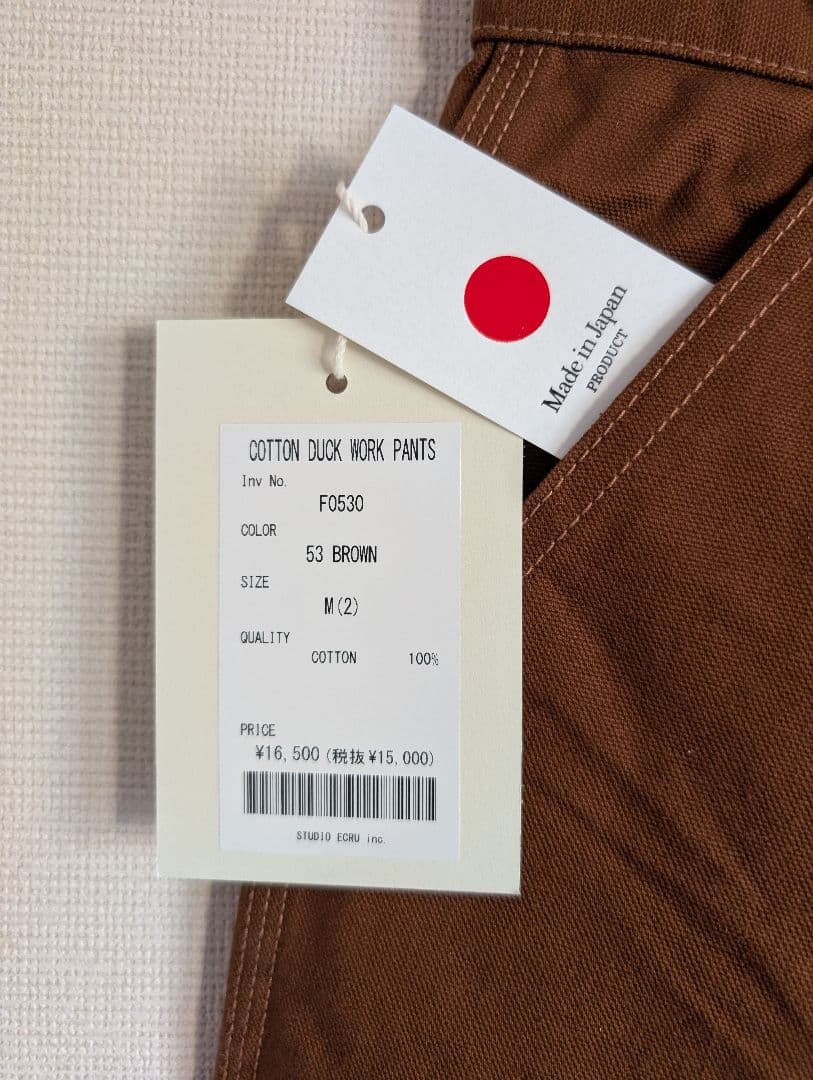 Made in Japan
PRODUCT
COTTON DUCK WORK PANTS
Inv No.
F0530
COLOR
53 BROWN
SIZE
M(2)
QUALITY
COTTON 100%
PRICE
¥16,500(税抜¥15,000)
STUDIO ECRU inc.